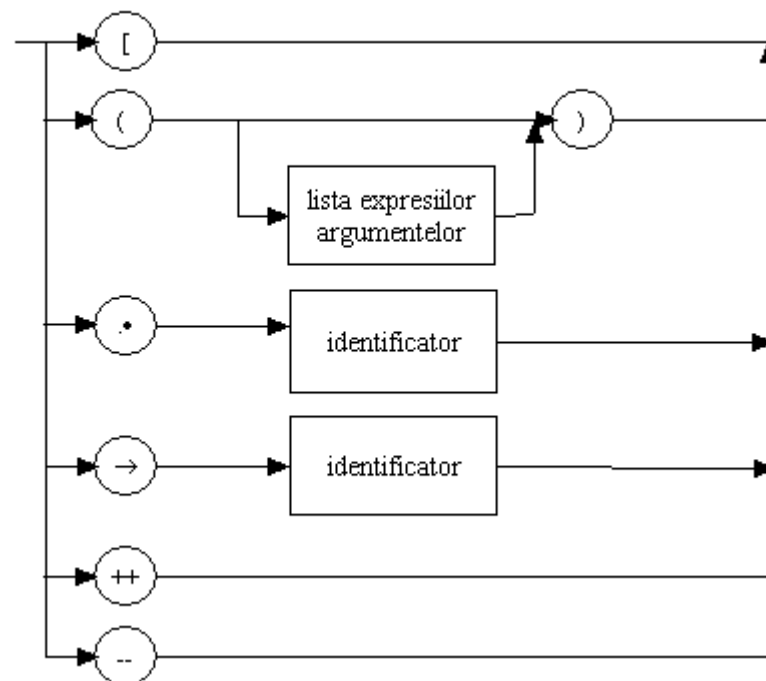 [
(
)
lista expresiilor
argumentelor
.•
identificator
→
identificator
++
--